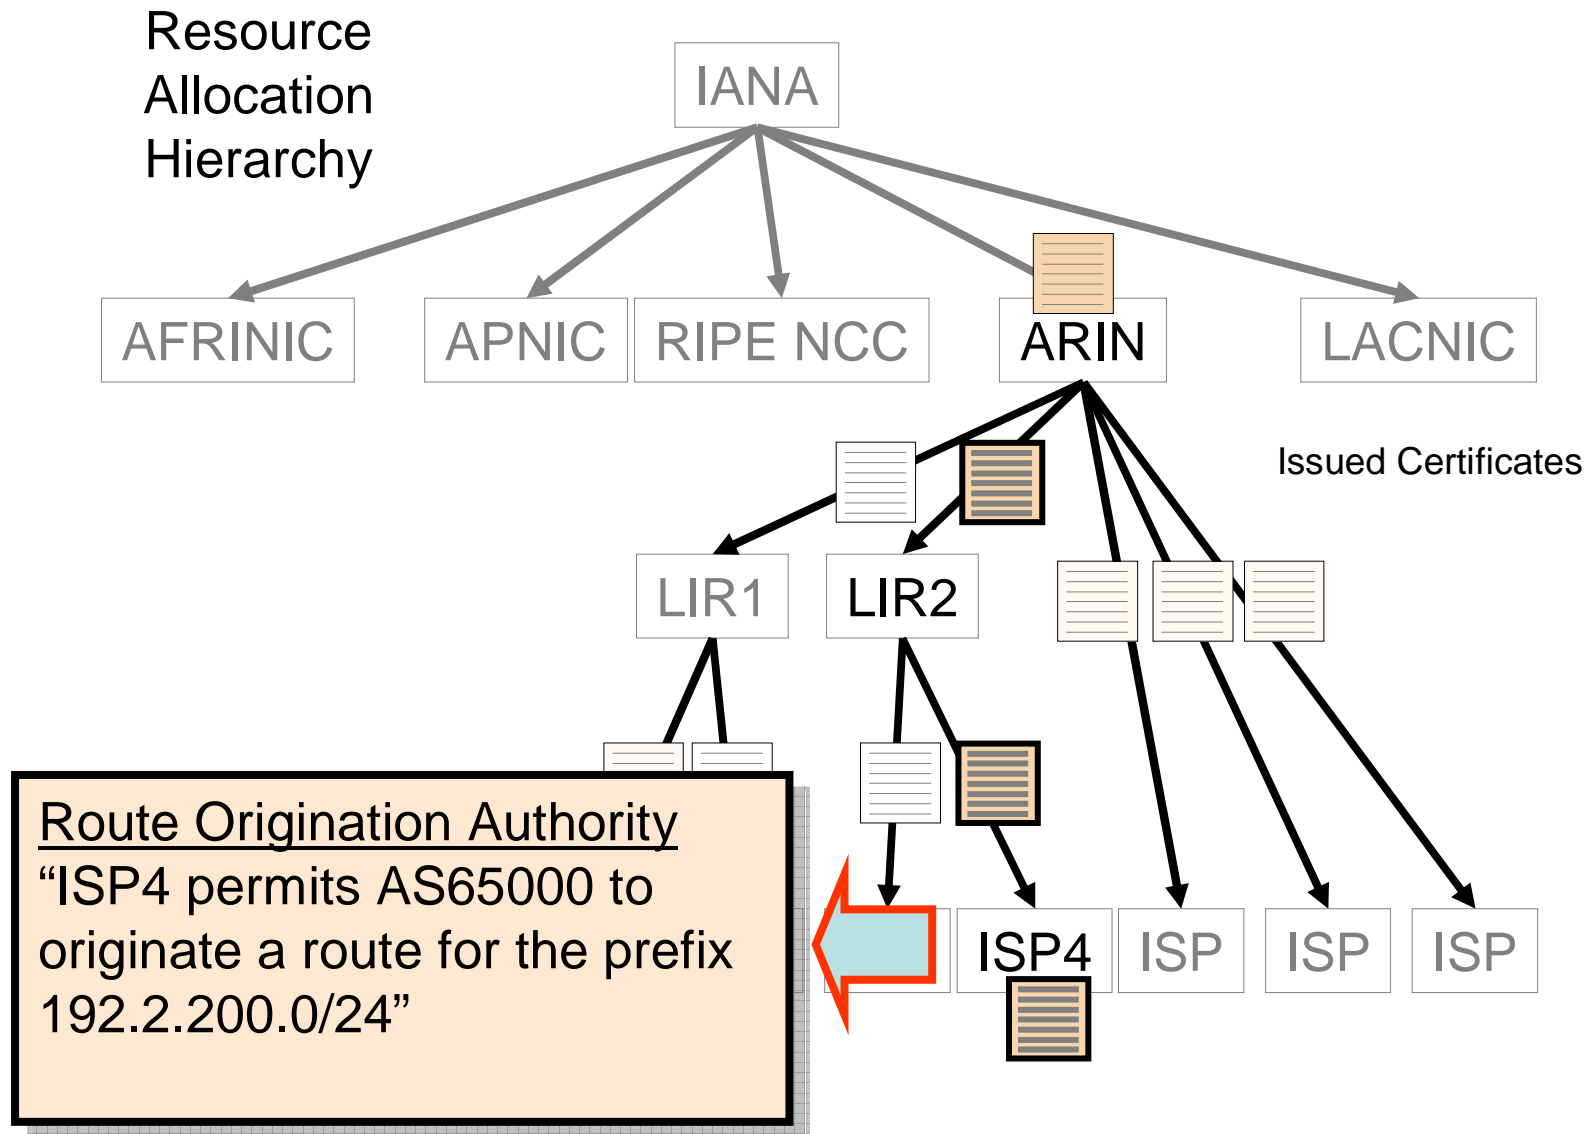 Resource
Allocation
Hierarchy
IANA
AFRINIC
APNIC
RIPE NCC
ARIN
LACNIC
Issued Certificates
LIR1
LIR2
Route Origination Authority
“ISP4 permits AS65000 to
originate a route for the prefix
192.2.200.0/24”
ISP4
ISP
ISP
ISP